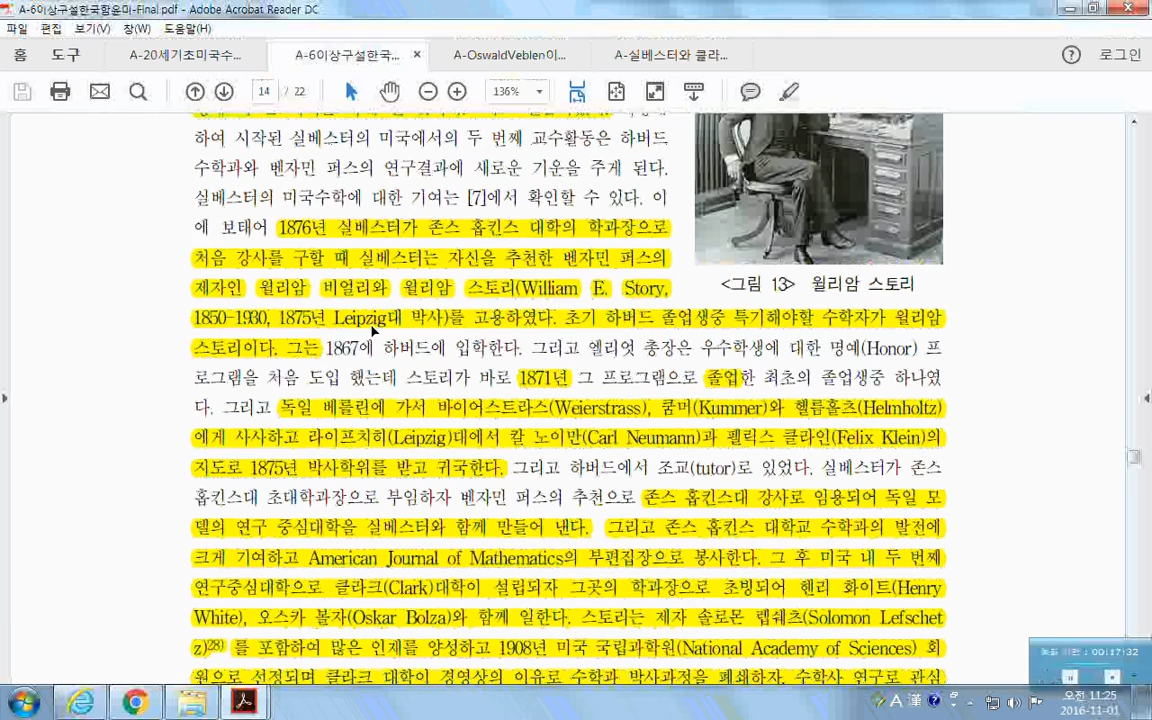 A-6이상구설한국함윤미-Final.pdf - Adobe Acrobat Reader DC
파일 편집 보기(V) 창(W) 도움말(H)
홈 도구 A-20세기초미국수... A-6이상구설한국... × A-OswaldVeblen이... A-실베스터와 클라... 로그인
14 / 22 136%
하여 시작된 실베스터의 미국에서의 두 번째 교수활동은 하버드
수학과와 벤자민 퍼스의 연구결과에 새로운 기운을 주게 된다.
실베스터의 미국수학에 대한 기여는 [7]에서 확인할 수 있다. 이
에 보태어 1876년 실베스터가 존스 홉킨스 대학의 학과장으로
처음 강사를 구할 때 실베스터는 자신을 추천한 벤자민 퍼스의
제자인 윌리암 비얼리와 윌리암 스토리(William E. Story,
<그림 13> 윌리암 스토리
1850-1930, 1875년 Leipzig대 박사)를 고용하였다. 초기 하버드 졸업생중 특기해야할 수학자가 윌리암
스토리이다. 그는 1867에 하버드에 입학한다. 그리고 엘리엇 총장은 우수학생에 대한 명예(Honor) 프
로그램을 처음 도입 했는데 스토리가 바로 1871년 그 프로그램으로 졸업한 최초의 졸업생중 하나였
다. 그리고 독일 베를린에 가서 바이어스트라스(Weierstrass), 쿰머(Kummer)와 헬름홀츠(Helmholtz)
에게 사사하고 라이프치히(Leipzig)대에서 칼 노이만(Carl Neumann)과 펠릭스 클라인(Felix Klein)의
지도로 1875년 박사학위를 받고 귀국한다. 그리고 하버드에서 조교(tutor)로 있었다. 실베스터가 존스
홉킨스대 초대학과장으로 부임하자 벤자민 퍼스의 추천으로 존스 홉킨스대 강사로 임용되어 독일 모
델의 연구 중심대학을 실베스터와 함께 만들어 낸다. 그리고 존스 홉킨스 대학교 수학과의 발전에
크게 기여하고 American Journal of Mathematics의 부편집장으로 봉사한다. 그 후 미국 내 두 번째
연구중심대학으로 클라크(Clark)대학이 설립되자 그곳의 학과장으로 초빙되어 헨리 화이트(Henry
White), 오스카 볼자(Oskar Bolza)와 함께 일한다. 스토리는 제자 솔로몬 렙쉐츠(Solomon Lefschet
z)28) 를 포함하여 많은 인재를 양성하고 1908년 미국 국립과학원(National Academy of Sciences) 회
원으로 선정되며 클라크 대학이 경영상의 이유로 수학과 박사과정을 폐쇄하자, 수학사 연구로 관심
00:17:32
A 漢
오전 11:25
2016-11-01